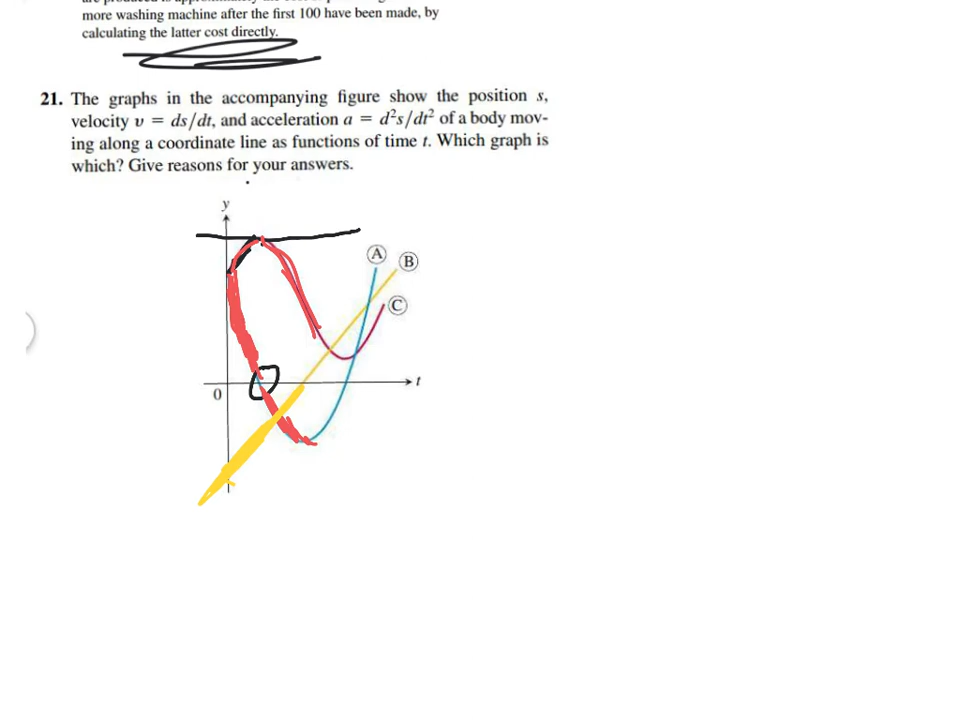 more washing machine after the first 100 have been made, by
calculating the latter cost directly.
21. The graphs in the accompanying figure show the position s,
velocity v = ds/dt, and acceleration a = d²s/dt² of a body mov-
ing along a coordinate line as functions of time t. Which graph is
which? Give reasons for your answers.
y
A
B
C
t
0